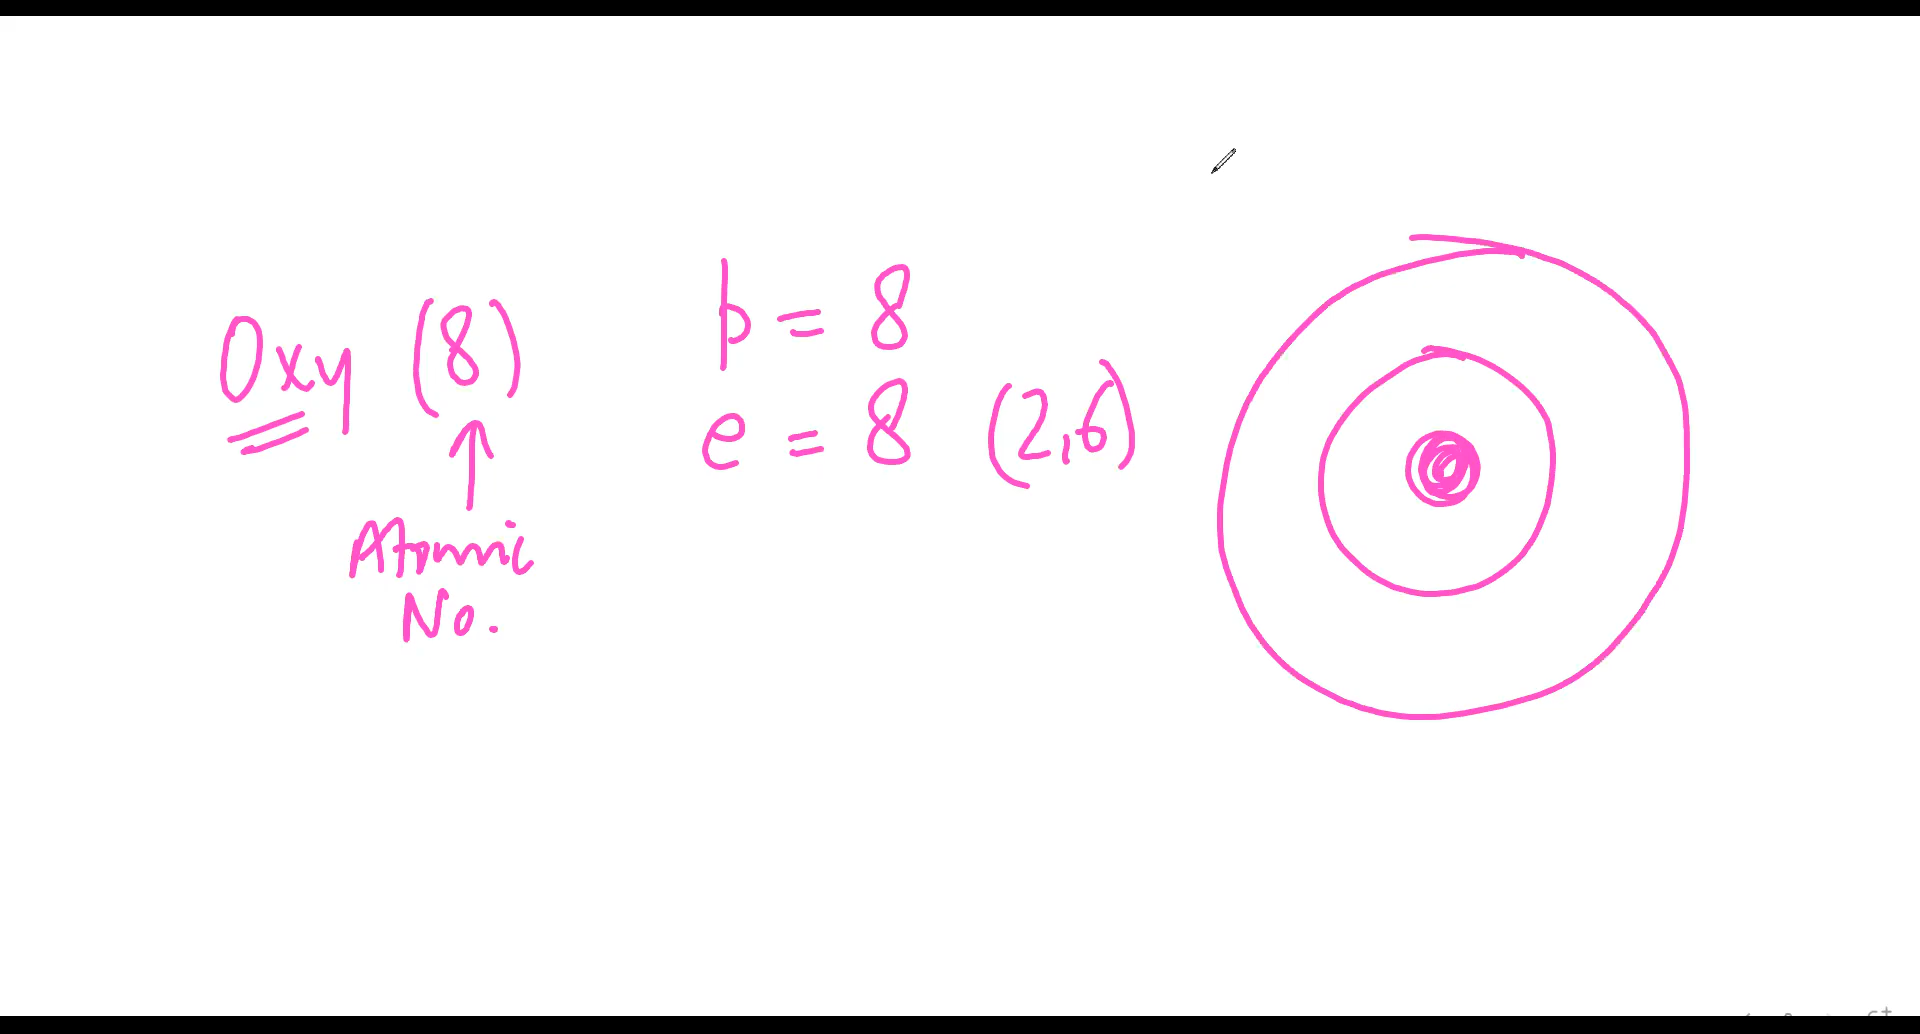 Oxy (8)
Atomic
No.
p = 8
e = 8 (2,6)